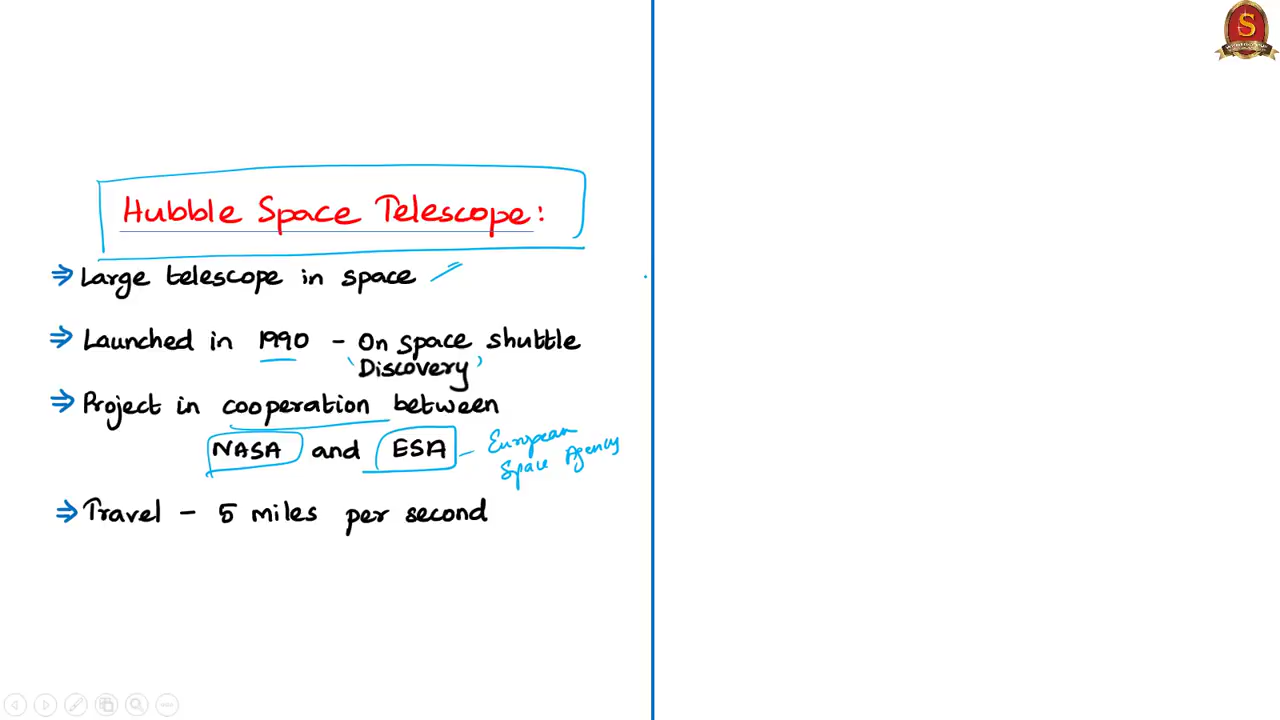 S
Hubble Space Telescope:
⇒ Large telescope in space
⇒ Launched in 1990 - On space shuttle
'Discovery'
⇒ Project in cooperation between
NASA and ESA - European
Space Agency
⇒ Travel - 5 miles per second